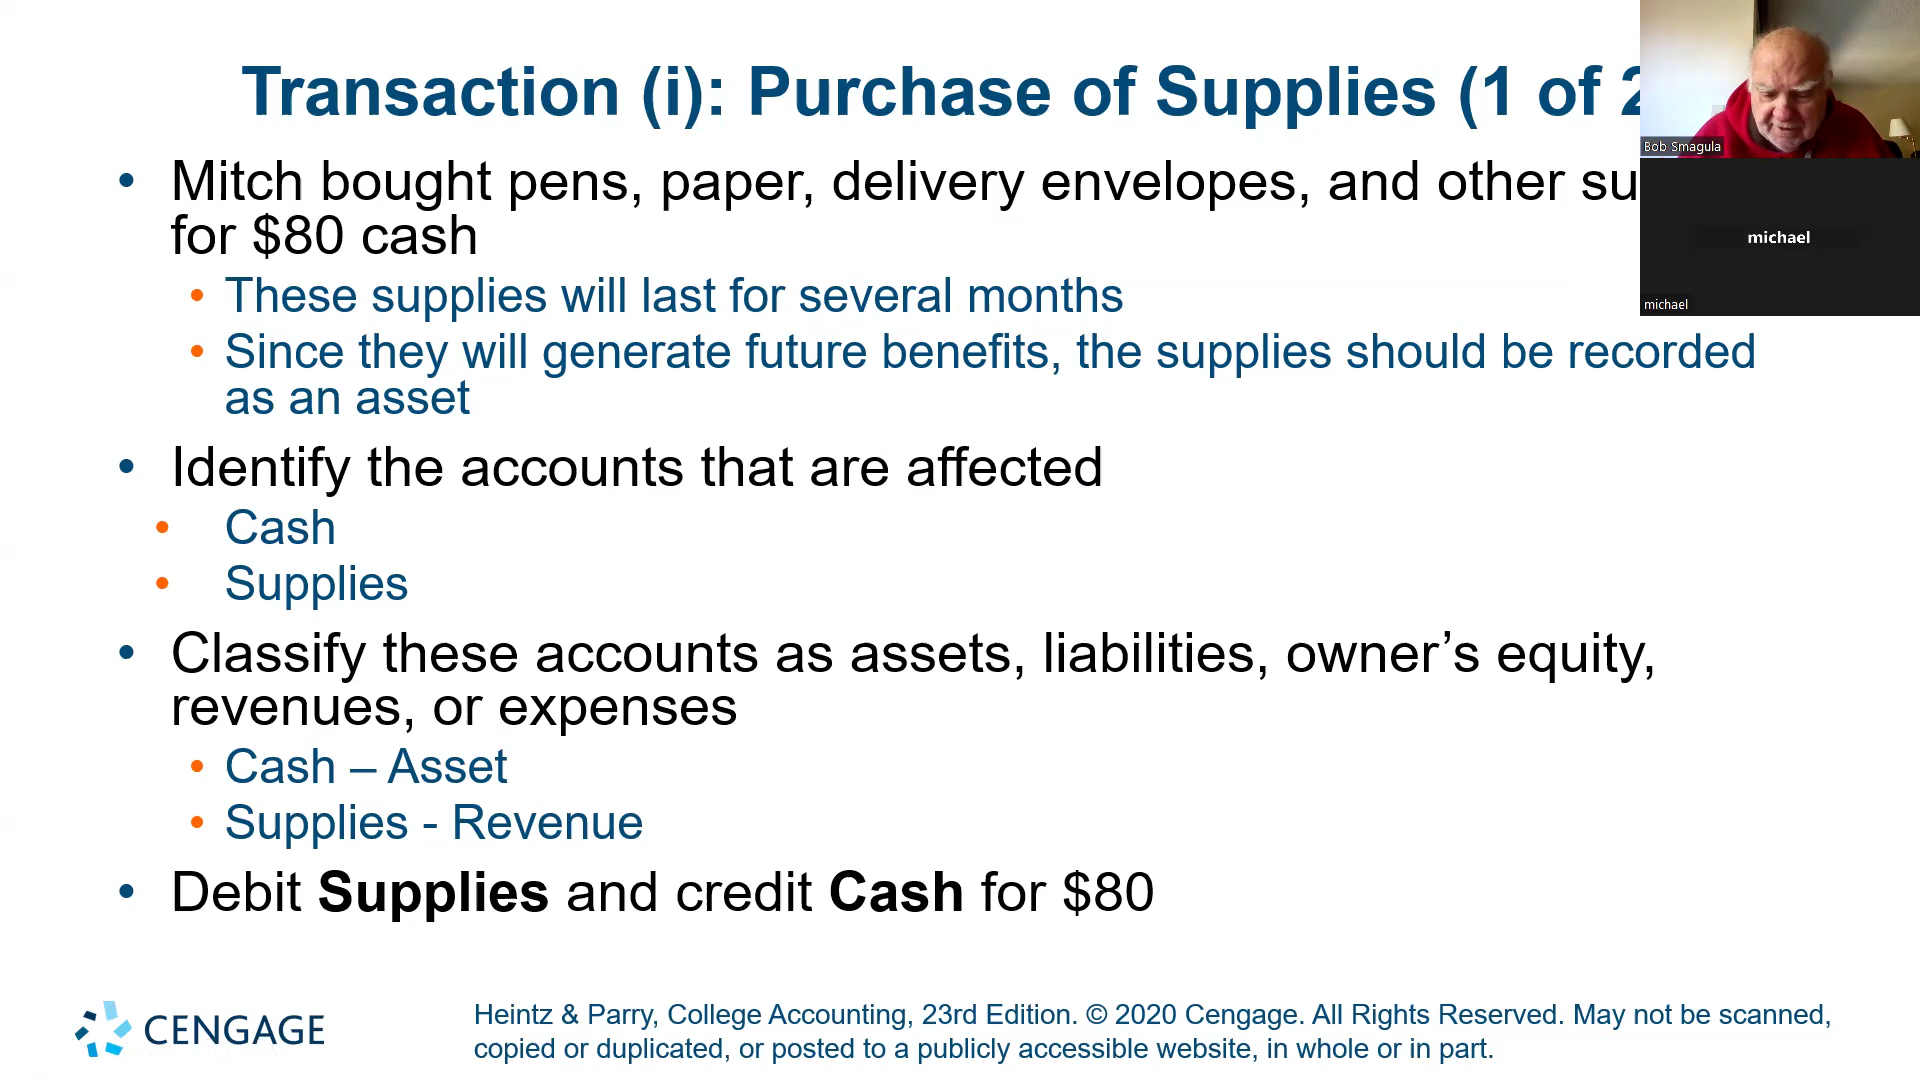 Transaction (i): Purchase of Supplies (1 of
• Mitch bought pens, paper, delivery envelopes, and other
for $80 cash
• These supplies will last for several months
• Since they will generate future benefits, the supplies should be recorded
as an asset
• Identify the accounts that are affected
• Cash
• Supplies
• Classify these accounts as assets, liabilities, owner’s equity,
revenues, or expenses
• Cash – Asset
• Supplies - Revenue
• Debit Supplies and credit Cash for $80
CENGAGE
Heintz & Parry, College Accounting, 23rd Edition. © 2020 Cengage. All Rights Reserved. May not be scanned,
copied or duplicated, or posted to a publicly accessible website, in whole or in part.
Bob Smagula
michael
michael